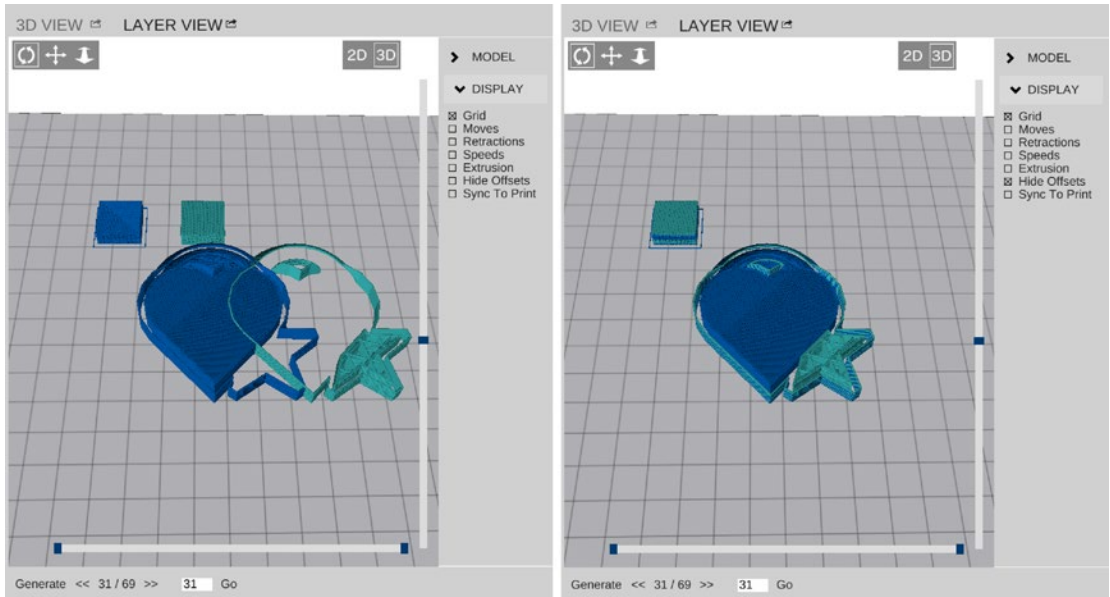 3D VIEW LAYER VIEW
2D 3D
MODEL
DISPLAY
Grid
Moves
Retractions
Speeds
Extrusion
Hide Offsets
Sync To Print
Generate << 31 / 69 >> 31 Go
3D VIEW LAYER VIEW
2D 3D
MODEL
DISPLAY
Grid
Moves
Retractions
Speeds
Extrusion
Hide Offsets
Sync To Print
Generate << 31 / 69 >> 31 Go